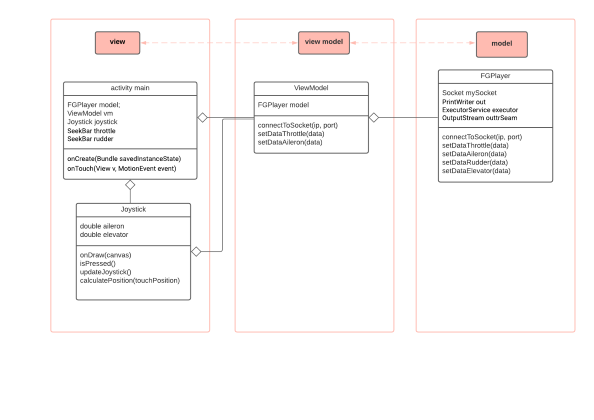 view
view model
model
activity main
FGPlayer model;
ViewModel vm
Joystick joystick
SeekBar throttle
SeekBar rudder
onCreate(Bundle savedInstanceState)
onTouch(View v, MotionEvent event)
Joystick
double aileron
double elevator
onDraw(canvas)
isPressed()
updateJoystick()
calculatePosition(touchPosition)
ViewModel
FGPlayer model
connectToSocket(ip, port)
setDataThrottle(data)
setDataAileron(data)
FGPlayer
Socket mySocket
PrintWriter out
ExecutorService executor
OutputStream outtrSeam
connectToSocket(ip, port)
setDataThrottle(data)
setDataAileron(data)
setDataRudder(data)
setDataElevator(data)